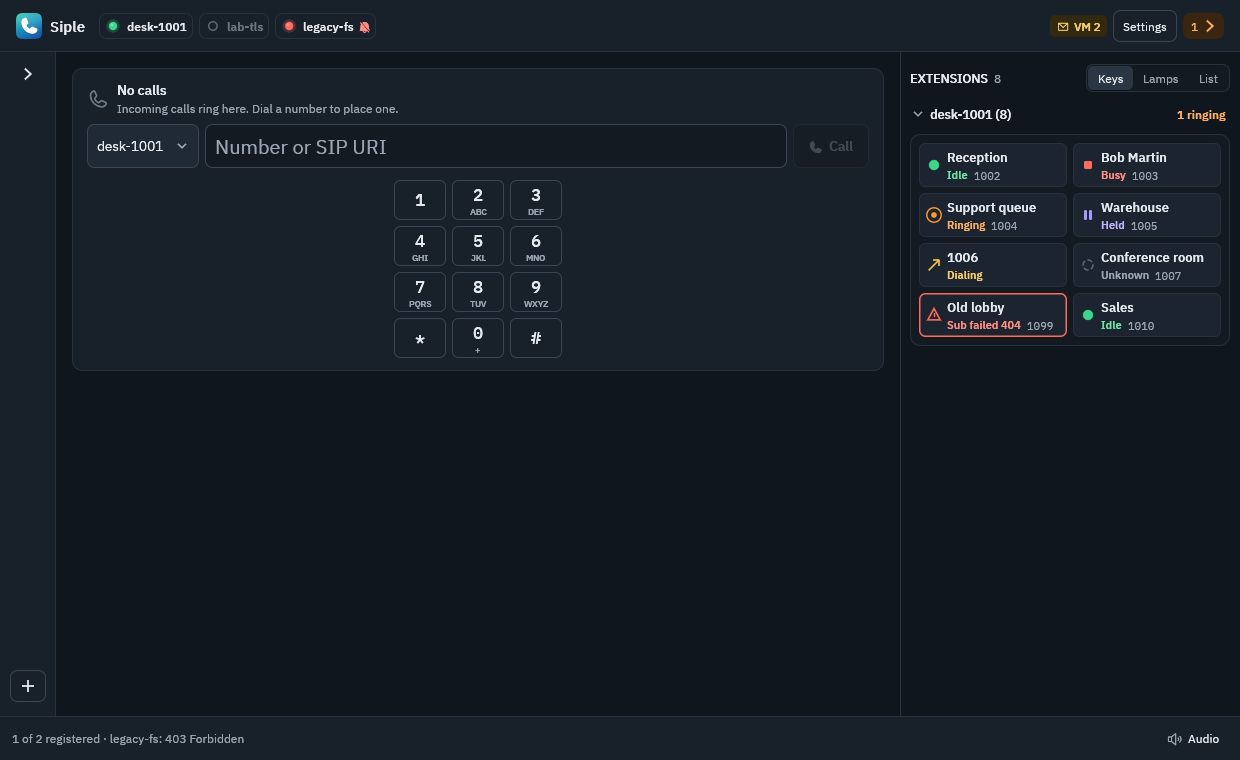 Siple
desk-1001
lab-tls
legacy-fs
VM 2
Settings
1
No calls
Incoming calls ring here. Dial a number to place one.
desk-1001
Number or SIP URI
Call
1
2
ABC
3
DEF
4
GHI
5
JKL
6
MNO
7
PQRS
8
TUV
9
WXYZ
*
0
+
#
EXTENSIONS 8
Keys
Lamps
List
desk-1001 (8)
1 ringing
Reception
Idle 1002
Bob Martin
Busy 1003
Support queue
Ringing 1004
Warehouse
Held 1005
1006
Dialing
Conference room
Unknown 1007
Old lobby
Sub failed 404 1099
Sales
Idle 1010
1 of 2 registered · legacy-fs: 403 Forbidden
Audio